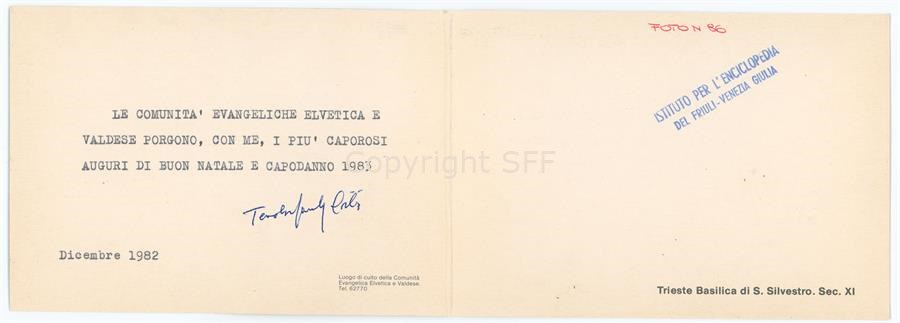 LE COMUNITA' EVANGELICHE ELVETICA E
VALDESE PORGONO, CON ME, I PIU' CAPOROSI
AUGURI DI BUON NATALE E CAPODANNO 1983
Dicembre 1982
Luogo di culto della Comunità
Evangelica Elvetica e Valdese.
Tel. 62770
FOTO N 86
ISTITUTO PER L'ENCICLOPEDIA
DEL FRIULI-VENEZIA GIULIA
Trieste Basilica di S. Silvestro. Sec. XI
Copyright SFF